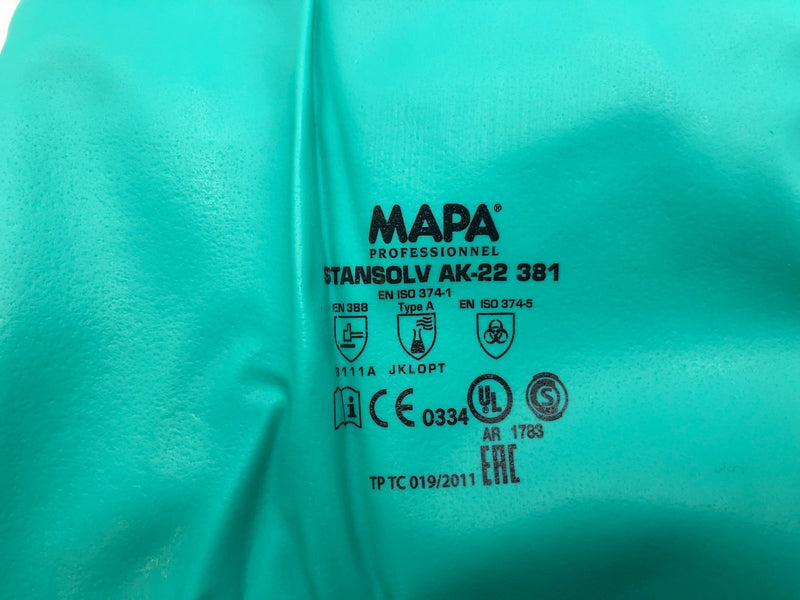 MAPA®
PROFESSIONNEL
STANSOLV AK-22 381
EN ISO 374-1
EN 388 Type A EN ISO 374-5
3111A JKLOPT
i CE 0334 UL S
AR 1783
TP TC 019/2011 EAC